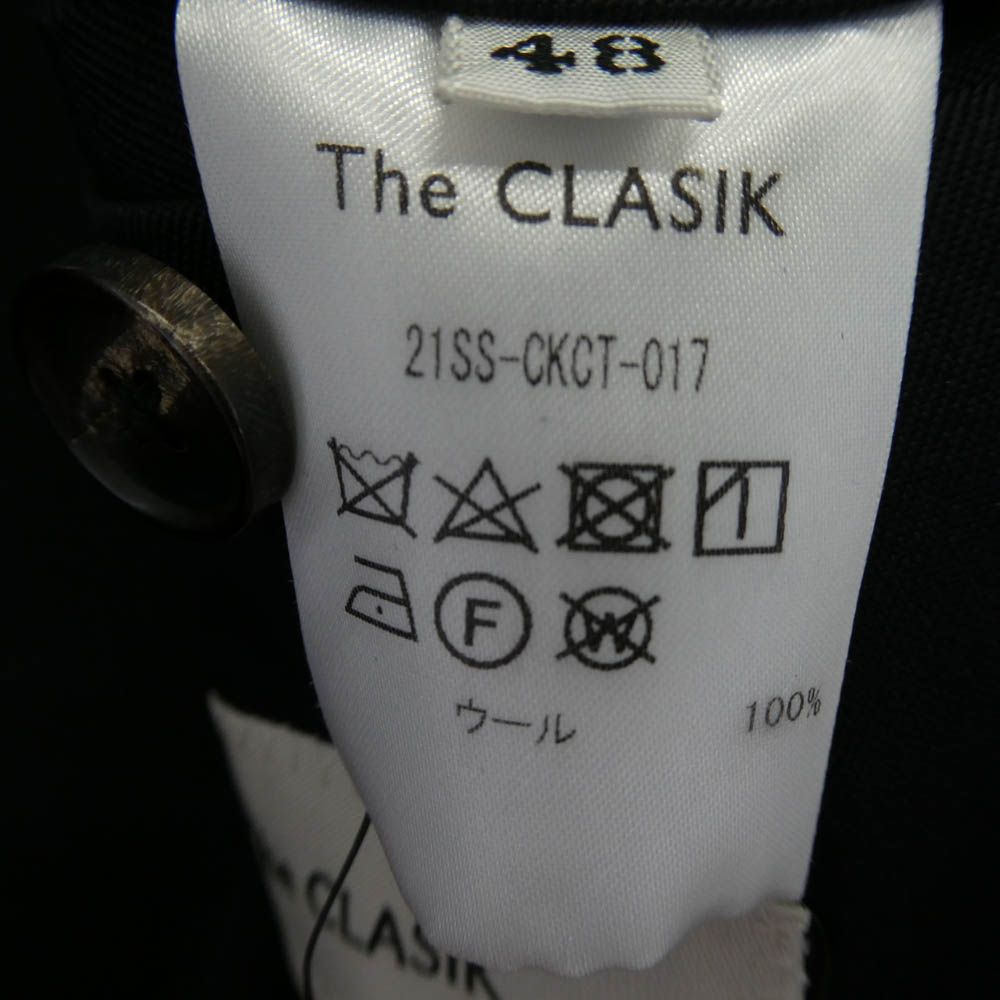 48
The CLASIK
21SS-CKCT-017
F W
ウール 100%
CLASIK